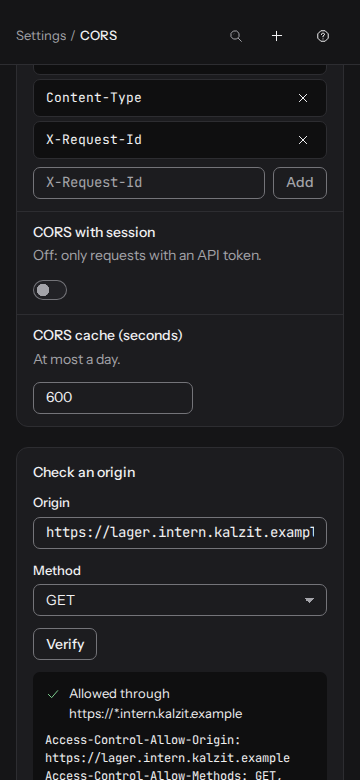 Settings / CORS
Content-Type
X-Request-Id
X-Request-Id
Add
CORS with session
Off: only requests with an API token.
CORS cache (seconds)
At most a day.
600
Check an origin
Origin
https://lager.intern.kalzit.exampl
Method
GET
Verify
Allowed through
https://*.intern.kalzit.example
Access-Control-Allow-Origin:
https://lager.intern.kalzit.example
Access-Control-Allow-Methods: GET,